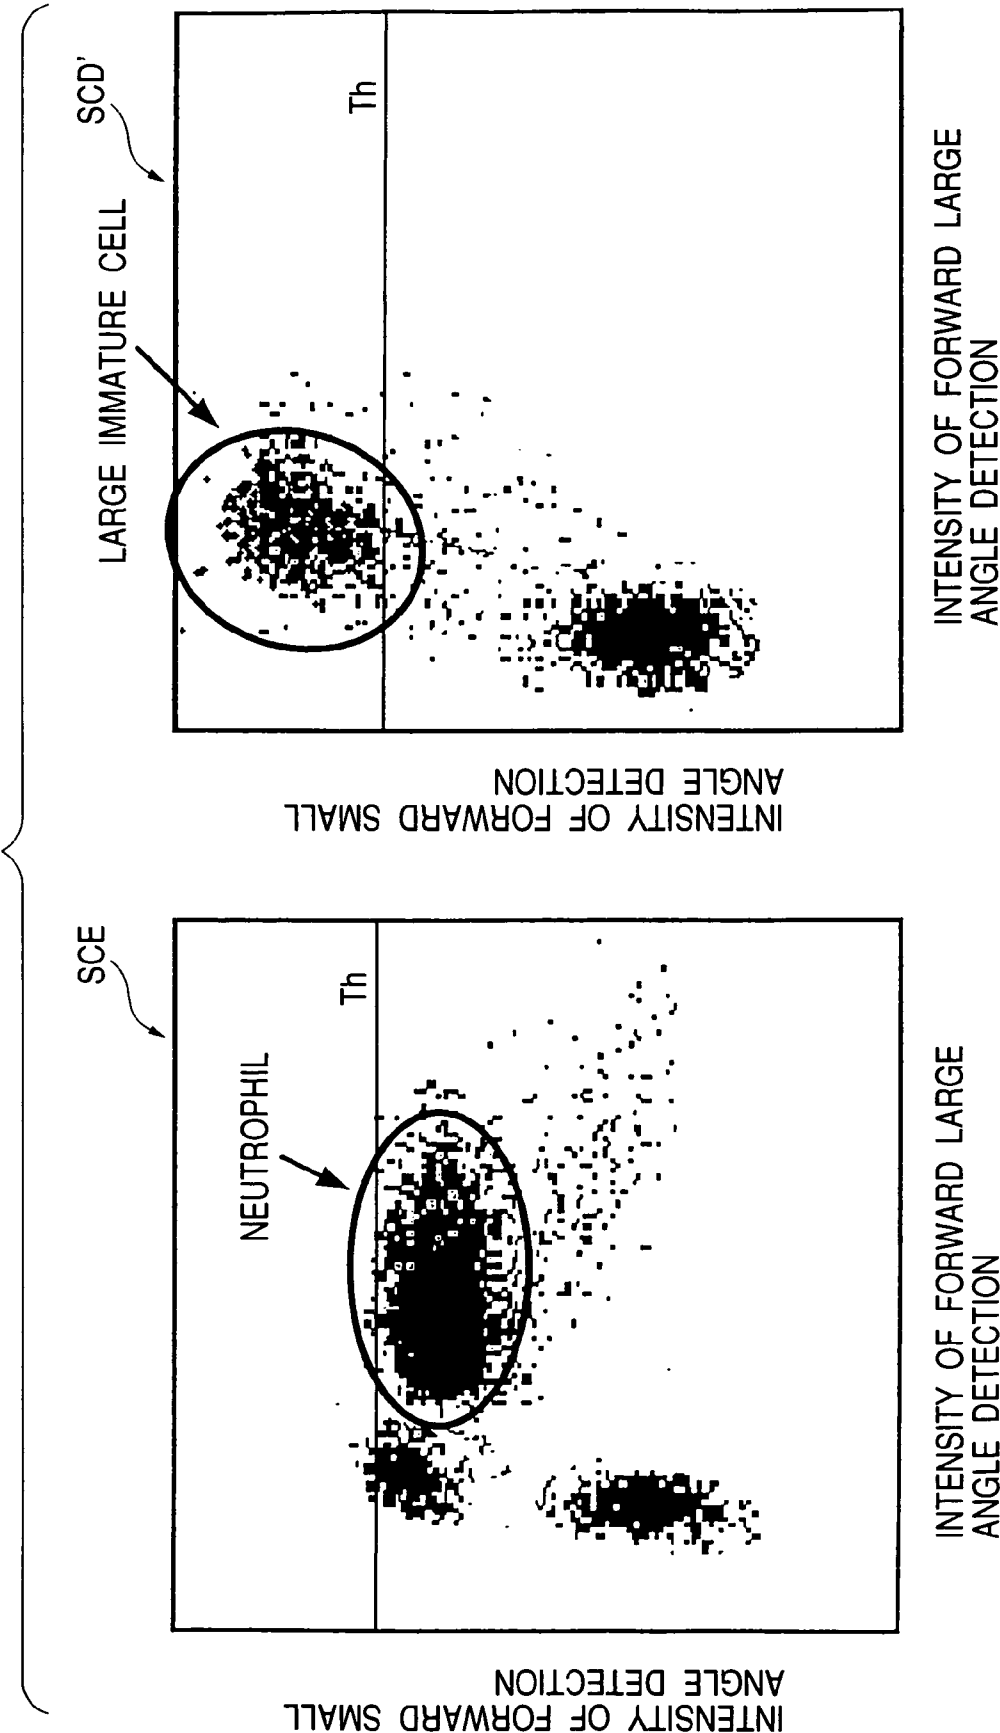 SCE
NEUTROPHIL
Th
INTENSITY OF FORWARD SMALL
ANGLE DETECTION
INTENSITY OF FORWARD LARGE
ANGLE DETECTION
SCD'
LARGE IMMATURE CELL
Th
INTENSITY OF FORWARD SMALL
ANGLE DETECTION
INTENSITY OF FORWARD LARGE
ANGLE DETECTION